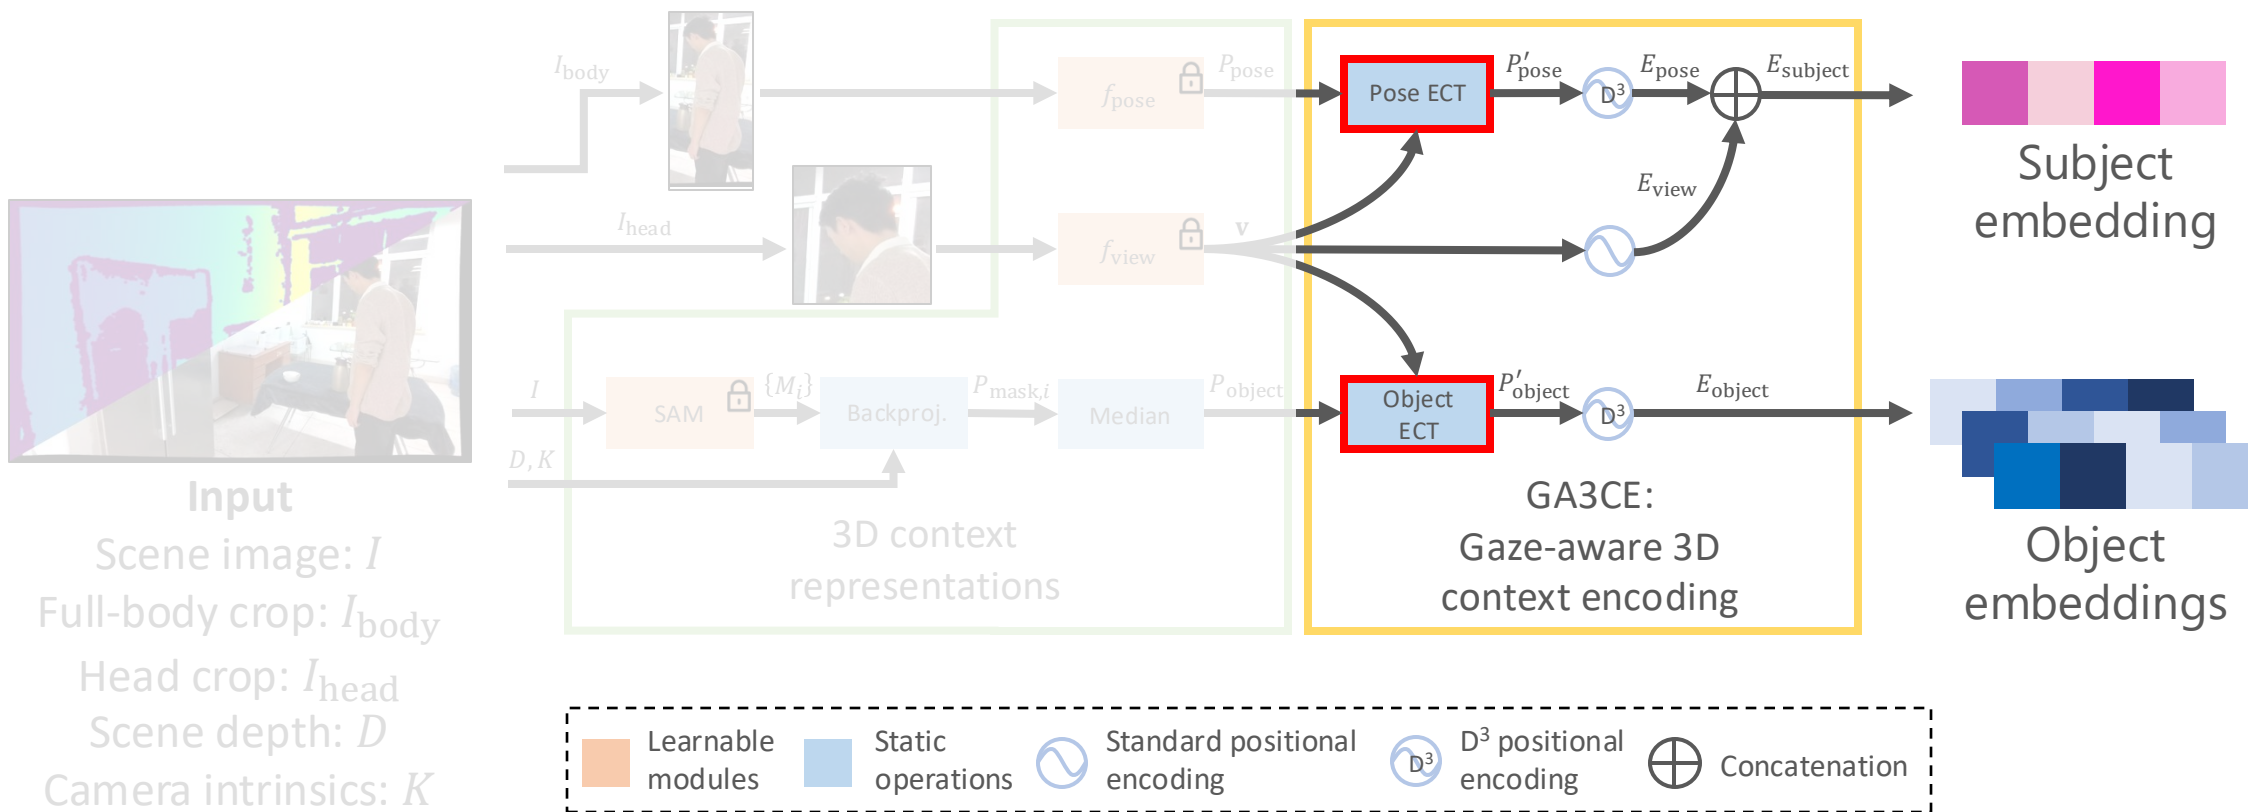 I_body
f_pose
P_pose
Pose ECT
P′_pose
D³
E_pose
E_subject
Subject
embedding
I_head
f_view
v
E_view
I
SAM
{M_i}
Backproj.
P_mask,i
Median
P_object
Object
ECT
P′_object
D³
E_object
D, K
Input
Scene image: I
Full-body crop: I_body
Head crop: I_head
Scene depth: D
Camera intrinsics: K
3D context
representations
GA3CE:
Gaze-aware 3D
context encoding
Object
embeddings
Learnable
modules
Static
operations
Standard positional
encoding
D³
D³ positional
encoding
Concatenation